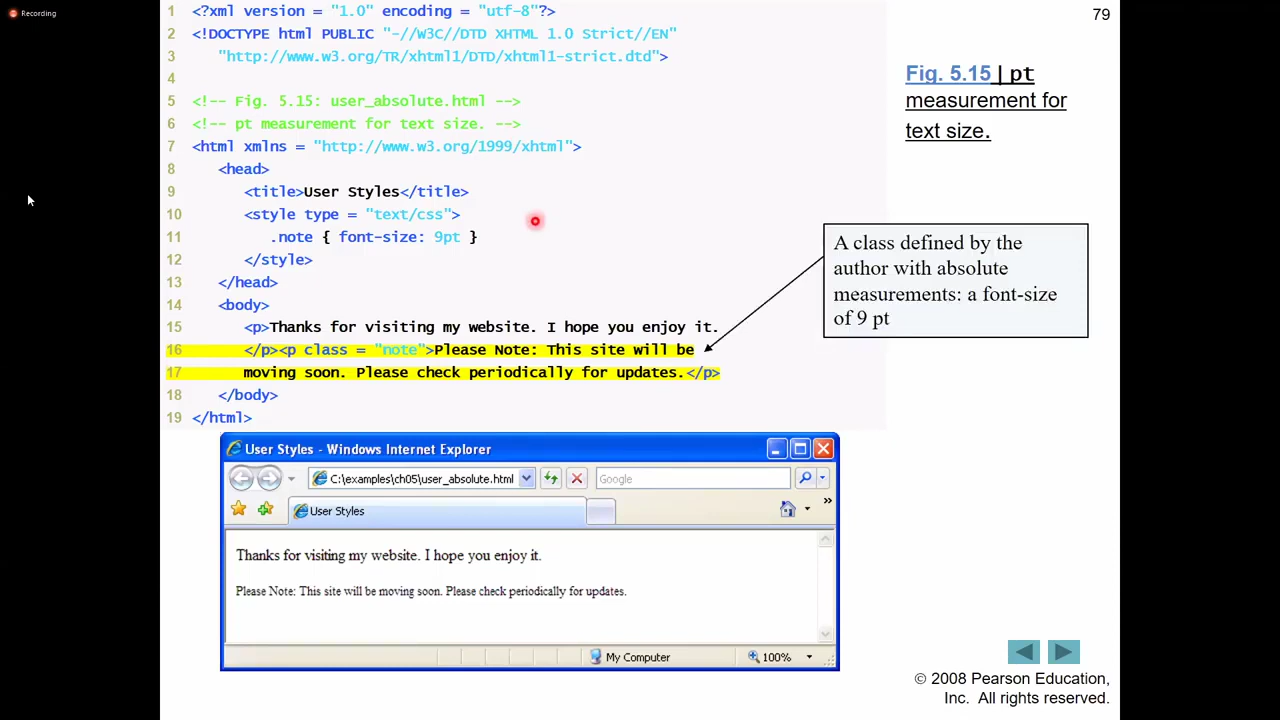 Recording
79
1 <?xml version = "1.0" encoding = "utf-8"?>
2 <!DOCTYPE html PUBLIC "-//W3C//DTD XHTML 1.0 Strict//EN"
3 "http://www.w3.org/TR/xhtml1/DTD/xhtml1-strict.dtd">
4
5 <!-- Fig. 5.15: user_absolute.html -->
6 <!-- pt measurement for text size. -->
7 <html xmlns = "http://www.w3.org/1999/xhtml">
8 <head>
9 <title>User Styles</title>
10 <style type = "text/css">
11 .note { font-size: 9pt }
12 </style>
13 </head>
14 <body>
15 <p>Thanks for visiting my website. I hope you enjoy it.
16 </p><p class = "note">Please Note: This site will be
17 moving soon. Please check periodically for updates.</p>
18 </body>
19 </html>
Fig. 5.15 | pt
measurement for
text size.
A class defined by the
author with absolute
measurements: a font-size
of 9 pt
User Styles - Windows Internet Explorer
C:\examples\ch05\user_absolute.html
Google
User Styles
Thanks for visiting my website. I hope you enjoy it.
Please Note: This site will be moving soon. Please check periodically for updates.
My Computer
100%
© 2008 Pearson Education,
Inc. All rights reserved.